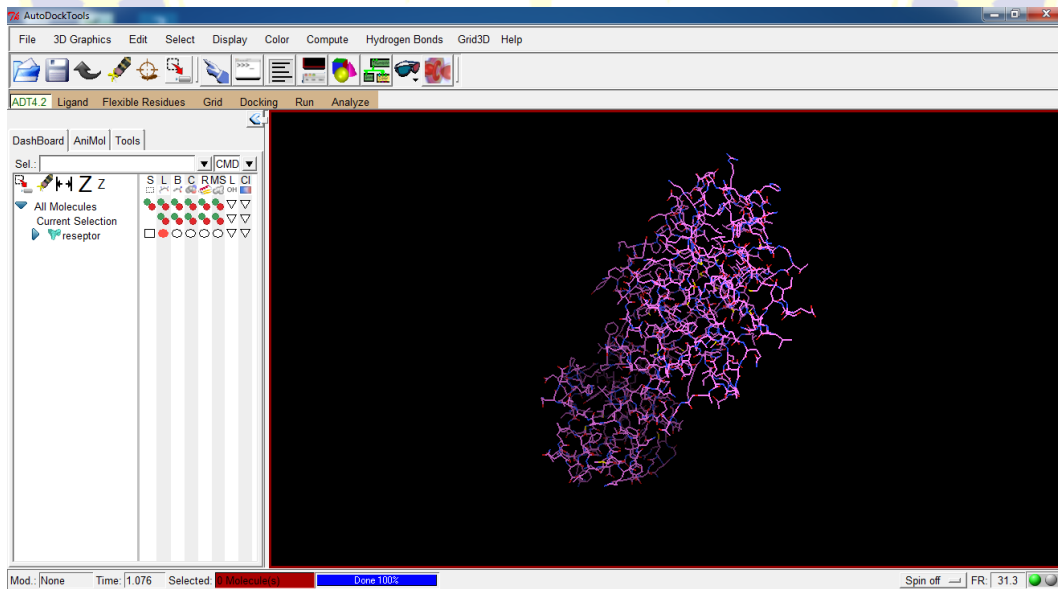 AutoDockTools
File 3D Graphics Edit Select Display Color Compute Hydrogen Bonds Grid3D Help
ADT4.2 Ligand Flexible Residues Grid Docking Run Analyze
DashBoard AniMol Tools
Sel.: CMD
Z Z S L B C R MS L Cl
OH
All Molecules
Current Selection
reseptor
Mod.: None Time: 1.076 Selected: 0 Molecule(s) Done 100% Spin off FR: 31.3